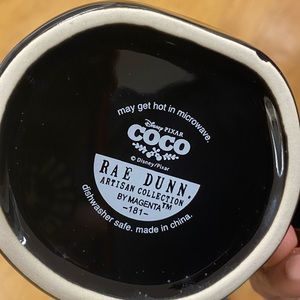 may get hot in microwave.
Disney PIXAR
COCO
© Disney/Pixar
RAE DUNN.
ARTISAN COLLECTION
BY MAGENTA™
-181-
dishwasher safe. made in china.